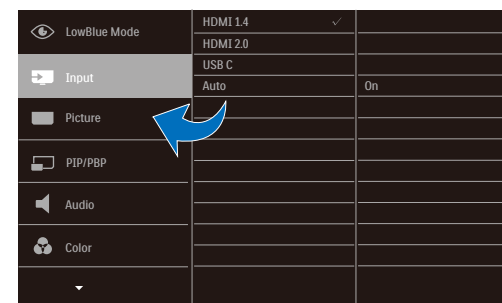 LowBlue Mode
Input
Picture
PIP/PBP
Audio
Color
HDMI 1.4
HDMI 2.0
USB C
Auto
On